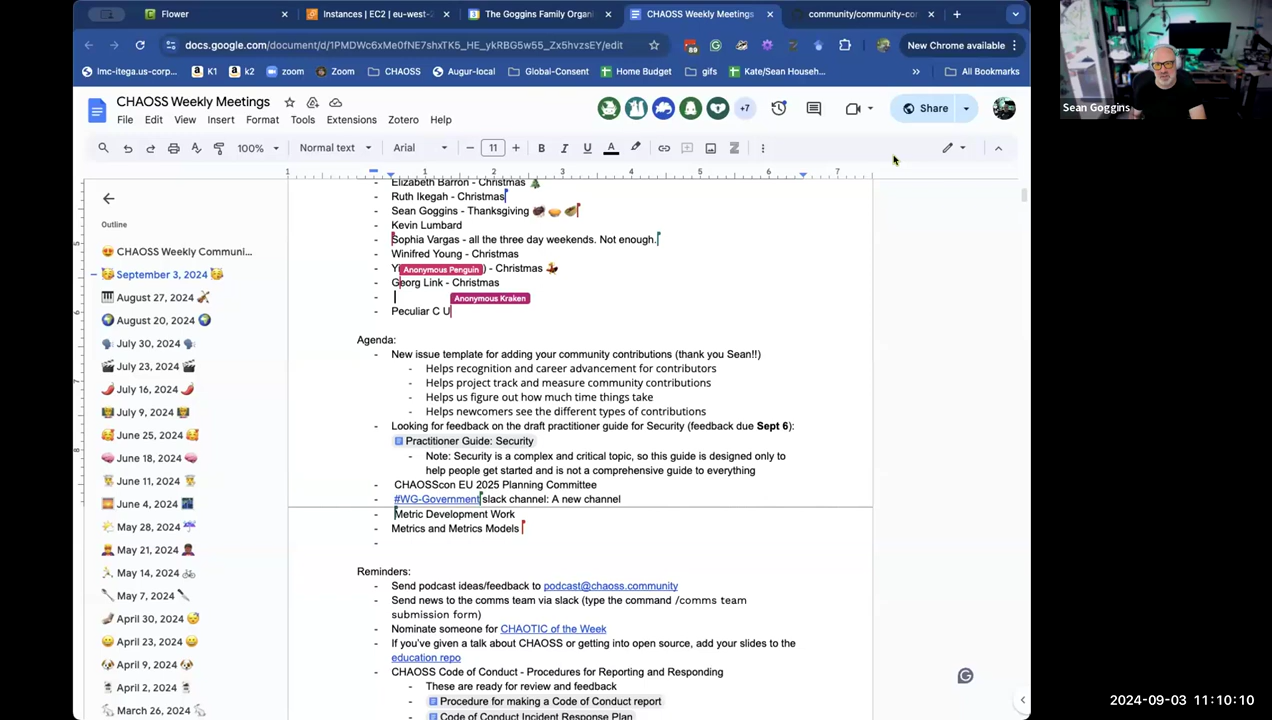 Flower
Instances | EC2 | eu-west-2
The Goggins Family Organi
CHAOSS Weekly Meetings
community/community-con
docs.google.com/document/d/1PMDWc6xMe0fNE7shxTK5_HE_ykRBG5w55_Zx5hvzsEY/edit
89
New Chrome available
lmc-itega.us-corp...
K1
k2
zoom
Zoom
CHAOSS
Augur-local
Global-Consent
Home Budget
gifs
Kate/Sean Househ...
All Bookmarks
CHAOSS Weekly Meetings
+7
Share
File Edit View Insert Format Tools Extensions Zotero Help
100%
Normal text
Arial
11
1 1 2 3 4 5 6 7
Outline
😍 CHAOSS Weekly Communi...
🥰 September 3, 2024 🥰
🎹 August 27, 2024 🎻
🌍 August 20, 2024 🌍
🗣️ July 30, 2024 🗣️
🎬 July 23, 2024 🎬
🌶️ July 16, 2024 🌶️
July 9, 2024
🥰 June 25, 2024 🥰
🧠 June 18, 2024 🧠
June 11, 2024
🌅 June 4, 2024 🌃
May 28, 2024 ☔
May 21, 2024
May 14, 2024 🚲
May 7, 2024
April 30, 2024 😴
😀 April 23, 2024 😀
🐶 April 9, 2024 🐶
April 2, 2024
🐇 March 26, 2024 🐇
- Elizabeth Barron - Christmas 🎄
- Ruth Ikegah - Christmas
- Sean Goggins - Thanksgiving 🦃 🥧
- Kevin Lumbard
- Sophia Vargas - all the three day weekends. Not enough.
- Winifred Young - Christmas
- Y ) - Christmas 💃
Anonymous Penguin
- Georg Link - Christmas
-
Anonymous Kraken
- Peculiar C U
Agenda:
- New issue template for adding your community contributions (thank you Sean!!)
- Helps recognition and career advancement for contributors
- Helps project track and measure community contributions
- Helps us figure out how much time things take
- Helps newcomers see the different types of contributions
- Looking for feedback on the draft practitioner guide for Security (feedback due Sept 6):
Practitioner Guide: Security
- Note: Security is a complex and critical topic, so this guide is designed only to
help people get started and is not a comprehensive guide to everything
- CHAOSScon EU 2025 Planning Committee
- #WG-Government slack channel: A new channel
- Metric Development Work
- Metrics and Metrics Models
-
Reminders:
- Send podcast ideas/feedback to podcast@chaoss.community
- Send news to the comms team via slack (type the command /comms team
submission form)
- Nominate someone for CHAOTIC of the Week
- If you've given a talk about CHAOSS or getting into open source, add your slides to the
education repo
- CHAOSS Code of Conduct - Procedures for Reporting and Responding
- These are ready for review and feedback
- Procedure for making a Code of Conduct report
- Code of Conduct Incident Response Plan
Sean Goggins
2024-09-03 11:10:10